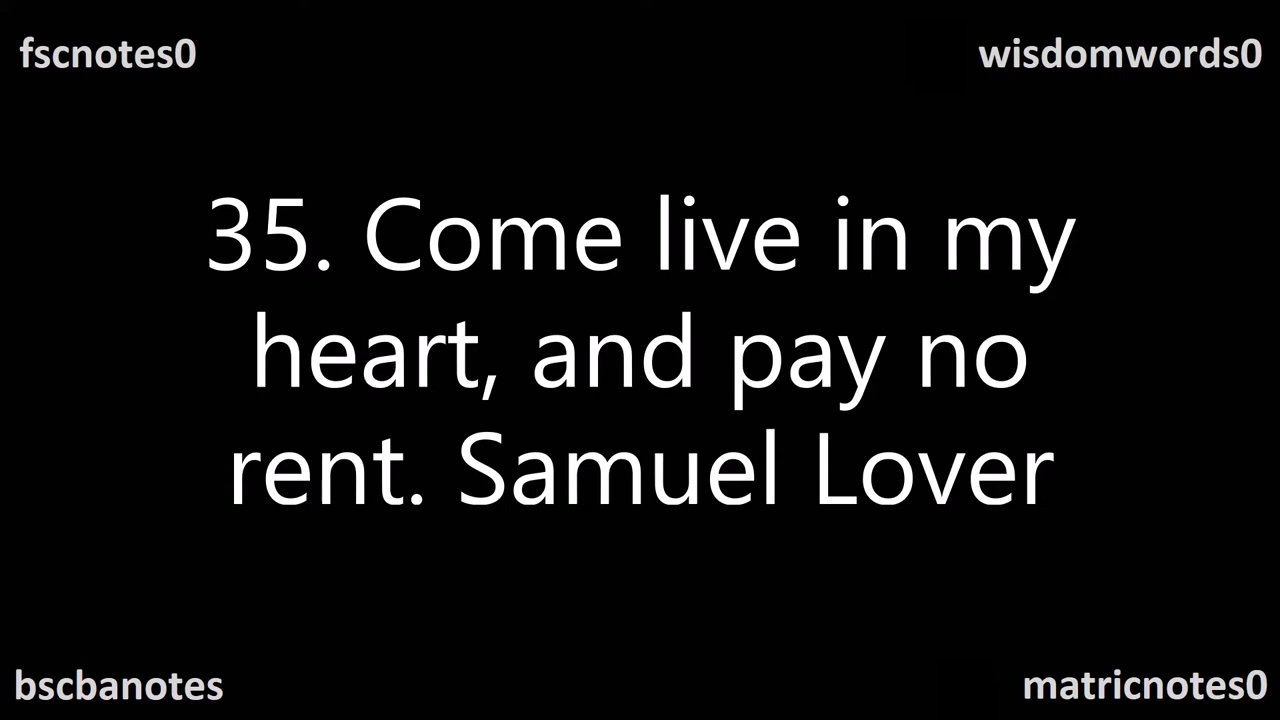 fscnotes0
wisdomwords0
35. Come live in my
heart, and pay no
rent. Samuel Lover
bscbanotes
matricnotes0